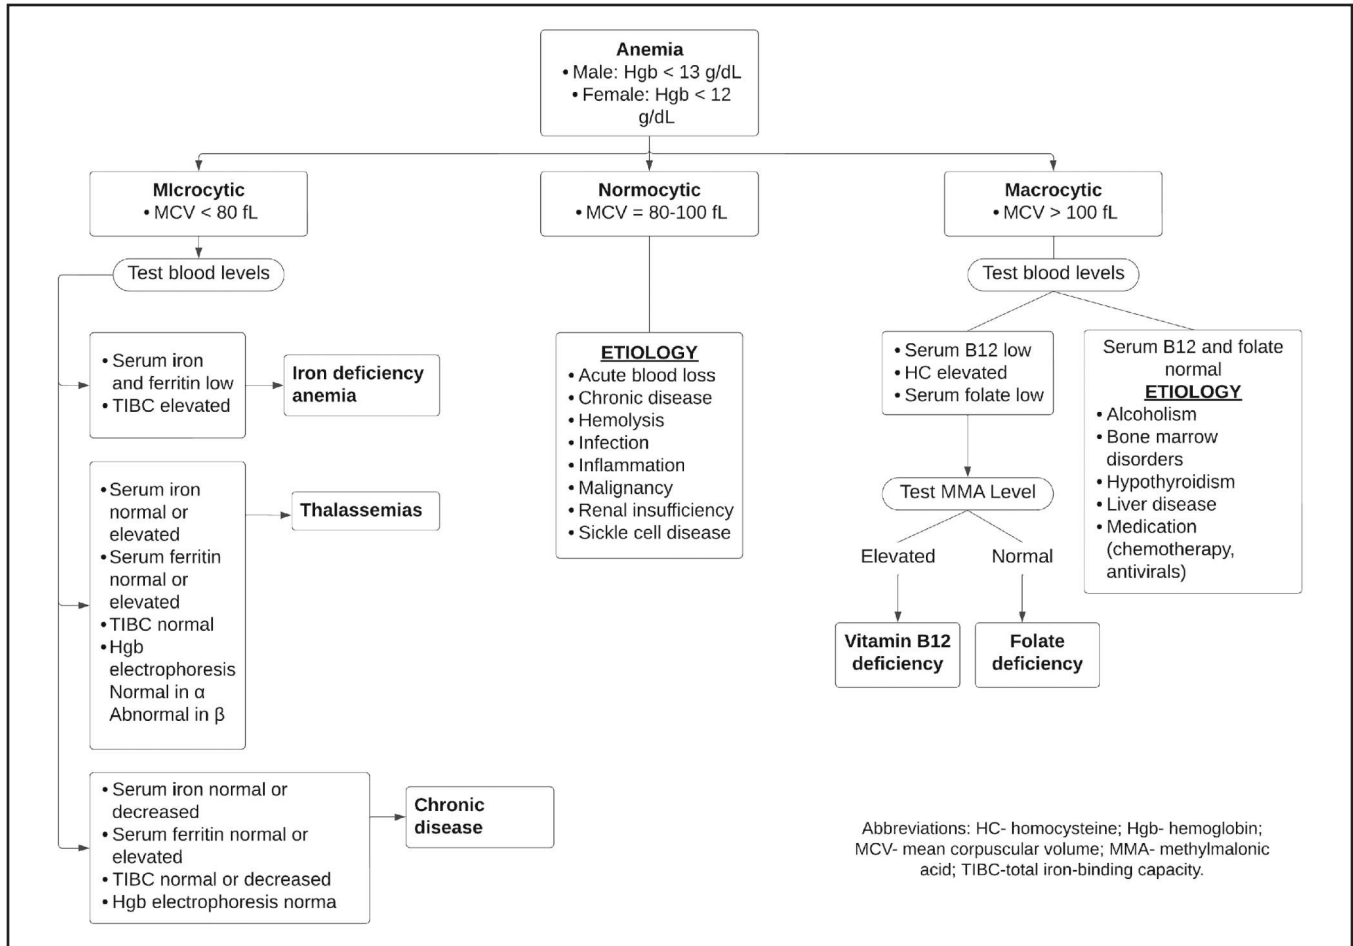 Anemia
• Male: Hgb < 13 g/dL
• Female: Hgb < 12
g/dL
MIcrocytic
• MCV < 80 fL
Normocytic
• MCV = 80-100 fL
Macrocytic
• MCV > 100 fL
Test blood levels
• Serum iron
and ferritin low
• TIBC elevated
Iron deficiency
anemia
• Serum iron
normal or
elevated
• Serum ferritin
normal or
elevated
• TIBC normal
• Hgb
electrophoresis
Normal in α
Abnormal in β
Thalassemias
• Serum iron normal or
decreased
• Serum ferritin normal or
elevated
• TIBC normal or decreased
• Hgb electrophoresis norma
Chronic
disease
ETIOLOGY
• Acute blood loss
• Chronic disease
• Hemolysis
• Infection
• Inflammation
• Malignancy
• Renal insufficiency
• Sickle cell disease
Test blood levels
• Serum B12 low
• HC elevated
• Serum folate low
Test MMA Level
Elevated
Normal
Vitamin B12
deficiency
Folate
deficiency
Serum B12 and folate
normal
ETIOLOGY
• Alcoholism
• Bone marrow
disorders
• Hypothyroidism
• Liver disease
• Medication
(chemotherapy,
antivirals)
Abbreviations: HC- homocysteine; Hgb- hemoglobin;
MCV- mean corpuscular volume; MMA- methylmalonic
acid; TIBC-total iron-binding capacity.